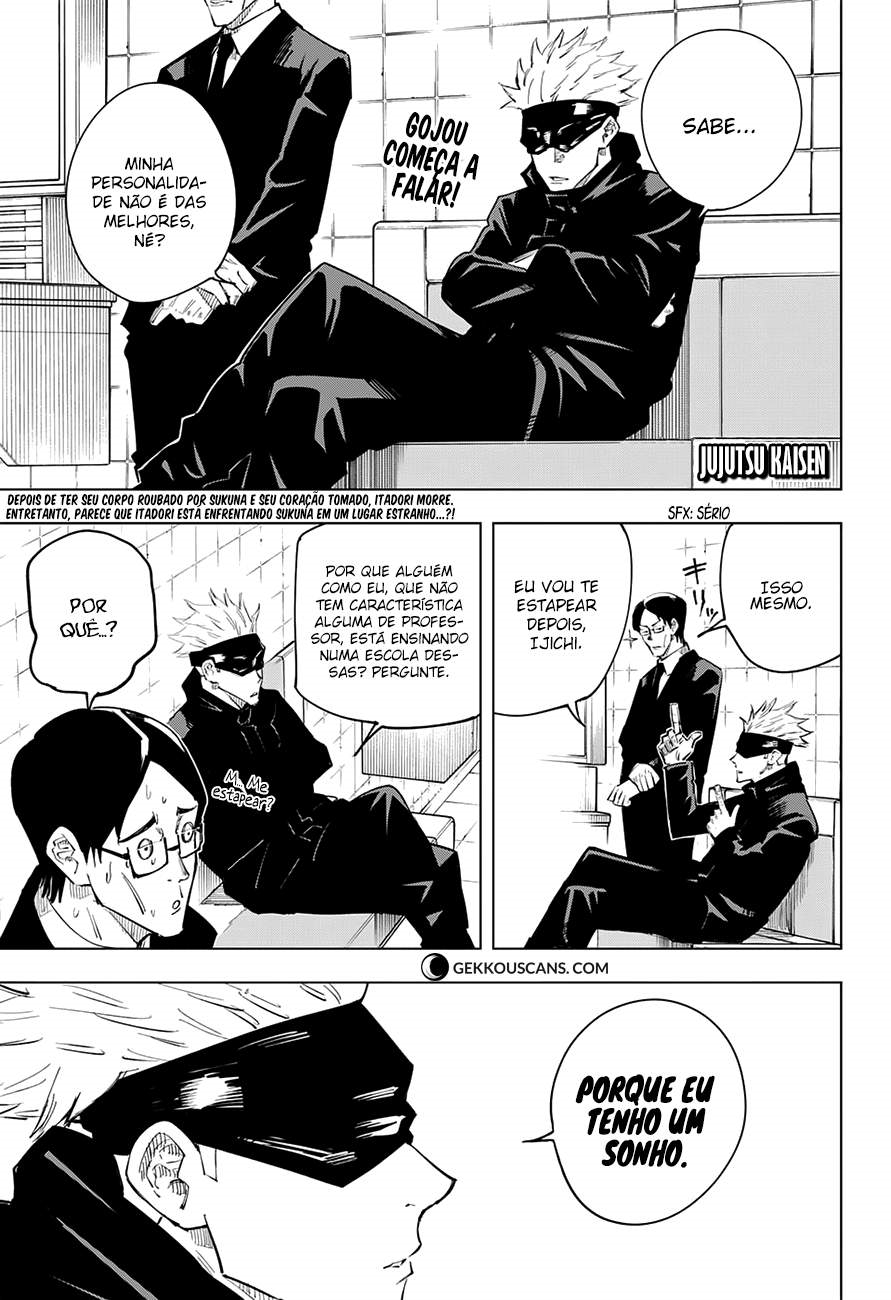 SABE...
GOJOU
COMEÇA A
FALAR!
MINHA
PERSONALIDA-
DE NÃO É DAS
MELHORES,
NÉ?
JUJUTSU KAISEN
DEPOIS DE TER SEU CORPO ROUBADO POR SUKUNA E SEU CORAÇÃO TOMADO, ITADORI MORRE.
ENTRETANTO, PARECE QUE ITADORI ESTÁ ENFRENTANDO SUKUNA EM UM LUGAR ESTRANHO...?!
SFX: SÉRIO
ISSO
MESMO.
キリッ
EU VOU TE
ESTAPEAR
DEPOIS,
IJICHI.
POR QUE ALGUÉM
COMO EU, QUE NÃO
TEM CARACTERÍSTICA
ALGUMA DE PROFES-
SOR, ESTÁ ENSINANDO
NUMA ESCOLA DES-
SAS? PERGUNTE.
M... Me
estapear?
POR
QUÊ...?
GEKKOUSCANS.COM
PORQUE EU
TENHO UM
SONHO.